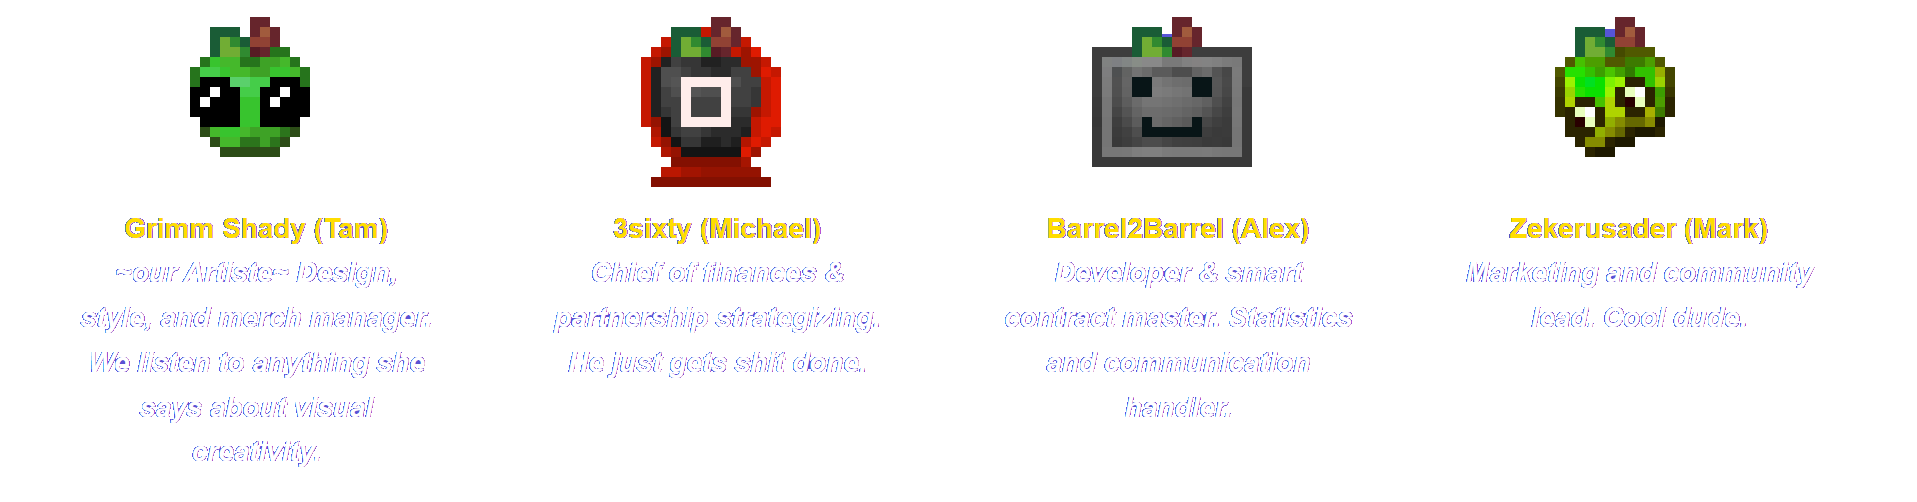 Grimm Shady (Tam)
~our Artiste~ Design,
style, and merch manager.
We listen to anything she
says about visual
creativity.
3sixty (Michael)
Chief of finances &
partnership strategizing.
He just gets shit done.
Barrel2Barrel (Alex)
Developer & smart
contract master. Statistics
and communication
handler.
Zekerusader (Mark)
Marketing and community
lead. Cool dude.